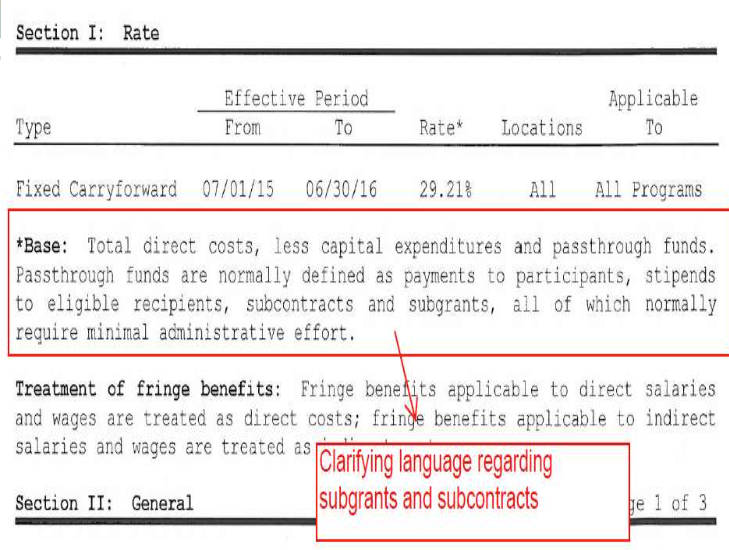 Section I: Rate
Effective Period Applicable
Type From To Rate* Locations To
Fixed Carryforward 07/01/15 06/30/16 29.21% All All Programs
*Base: Total direct costs, less capital expenditures and passthrough funds.
Passthrough funds are normally defined as payments to participants, stipends
to eligible recipients, subcontracts and subgrants, all of which normally
require minimal administrative effort.
Treatment of fringe benefits: Fringe benefits applicable to direct salaries
and wages are treated as direct costs; fringe benefits applicable to indirect
salaries and wages are treated as
Clarifying language regarding
subgrants and subcontracts
Section II: General 1 of 3